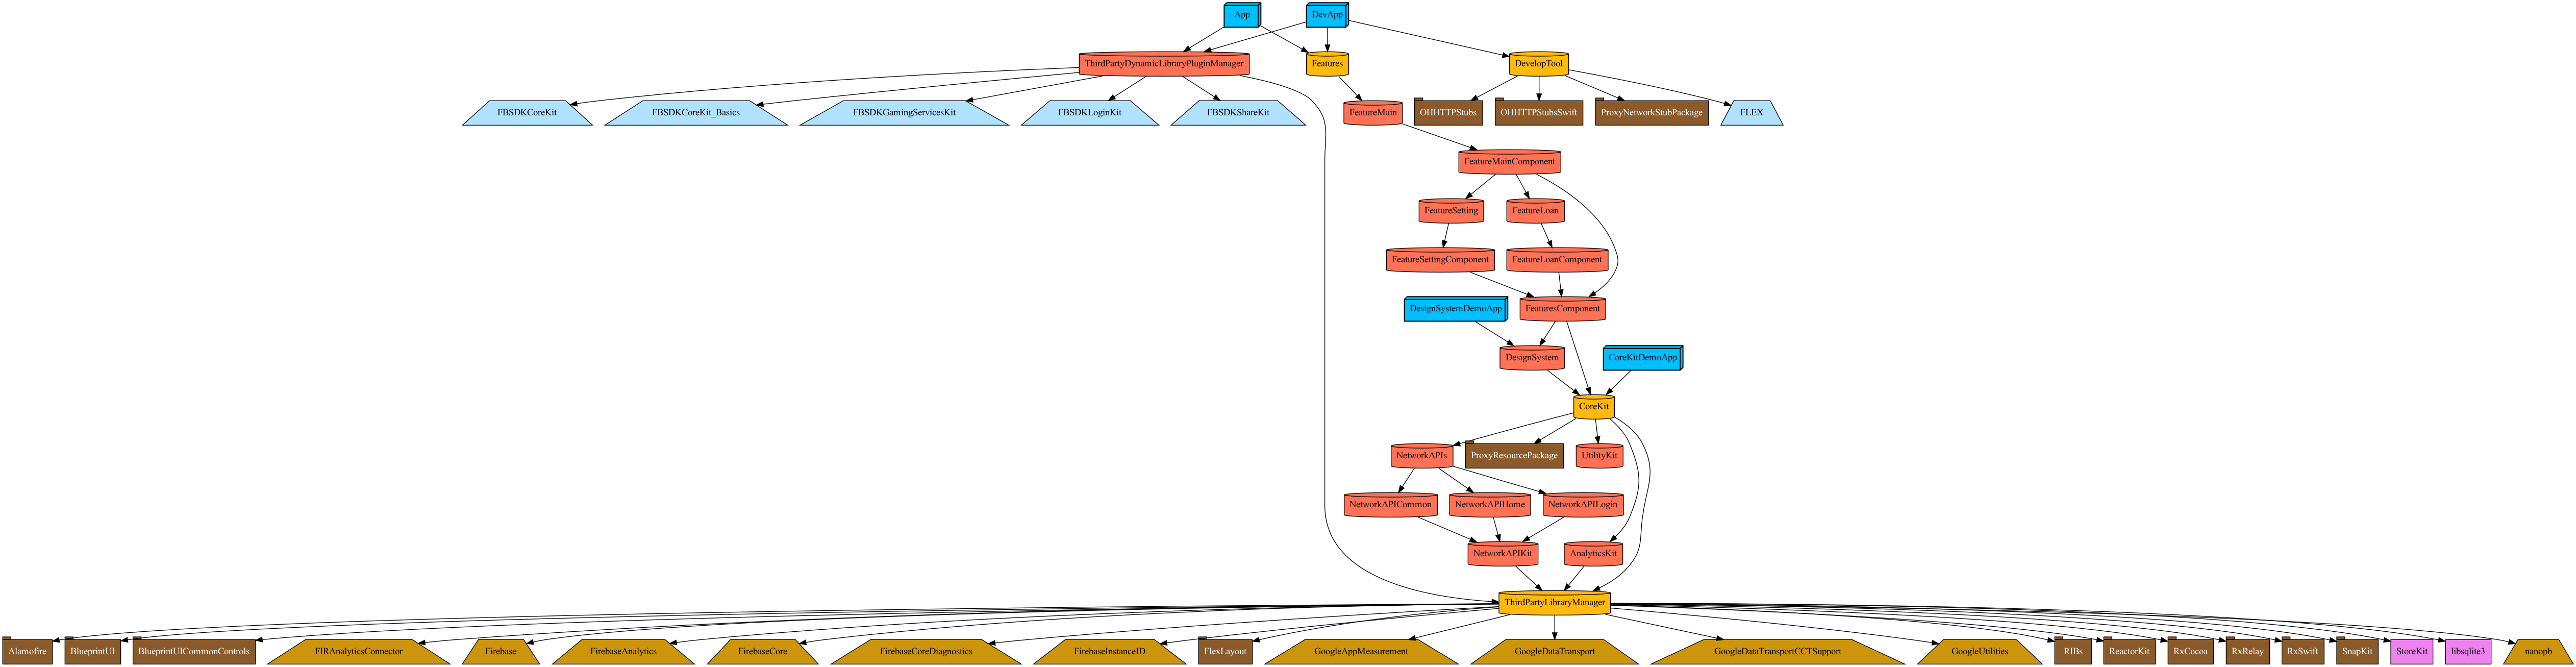 App
DevApp
ThirdPartyDynamicLibraryPluginManager
Features
DevelopTool
FBSDKCoreKit
FBSDKCoreKit_Basics
FBSDKGamingServicesKit
FBSDKLoginKit
FBSDKShareKit
FeatureMain
OHHTTPStubs
OHHTTPStubsSwift
ProxyNetworkStubPackage
FLEX
FeatureMainComponent
FeatureSetting
FeatureLoan
FeatureSettingComponent
FeatureLoanComponent
DesignSystemDemoApp
FeaturesComponent
DesignSystem
CoreKitDemoApp
CoreKit
NetworkAPIs
ProxyResourcePackage
UtilityKit
NetworkAPICommon
NetworkAPIHome
NetworkAPILogin
NetworkAPIKit
AnalyticsKit
ThirdPartyLibraryManager
Alamofire
BlueprintUI
BlueprintUICommonControls
FIRAnalyticsConnector
Firebase
FirebaseAnalytics
FirebaseCore
FirebaseCoreDiagnostics
FirebaseInstanceID
FlexLayout
GoogleAppMeasurement
GoogleDataTransport
GoogleDataTransportCCTSupport
GoogleUtilities
RIBs
ReactorKit
RxCocoa
RxRelay
RxSwift
SnapKit
StoreKit
libsqlite3
nanopb